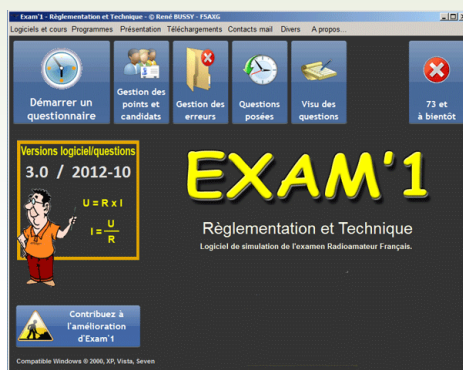 Exam'1 - Règlementation et Technique - © René BUSSY - F5AXG
Logiciels et cours Programmes Présentation Téléchargements Contacts mail Divers A propos...
Démarrer un
questionnaire
Gestion des
points et
candidats
Gestion des
erreurs
Questions
posées
Visu des
questions
73 et
à bientôt
Versions logiciel/questions
3.0 / 2012-10
U = R x I
I = U
R
EXAM'1
Règlementation et Technique
Logiciel de simulation de l'examen Radioamateur Français.
Contribuez à
l'amélioration
d'Exam'1
Compatible Windows ® 2000, XP, Vista, Seven